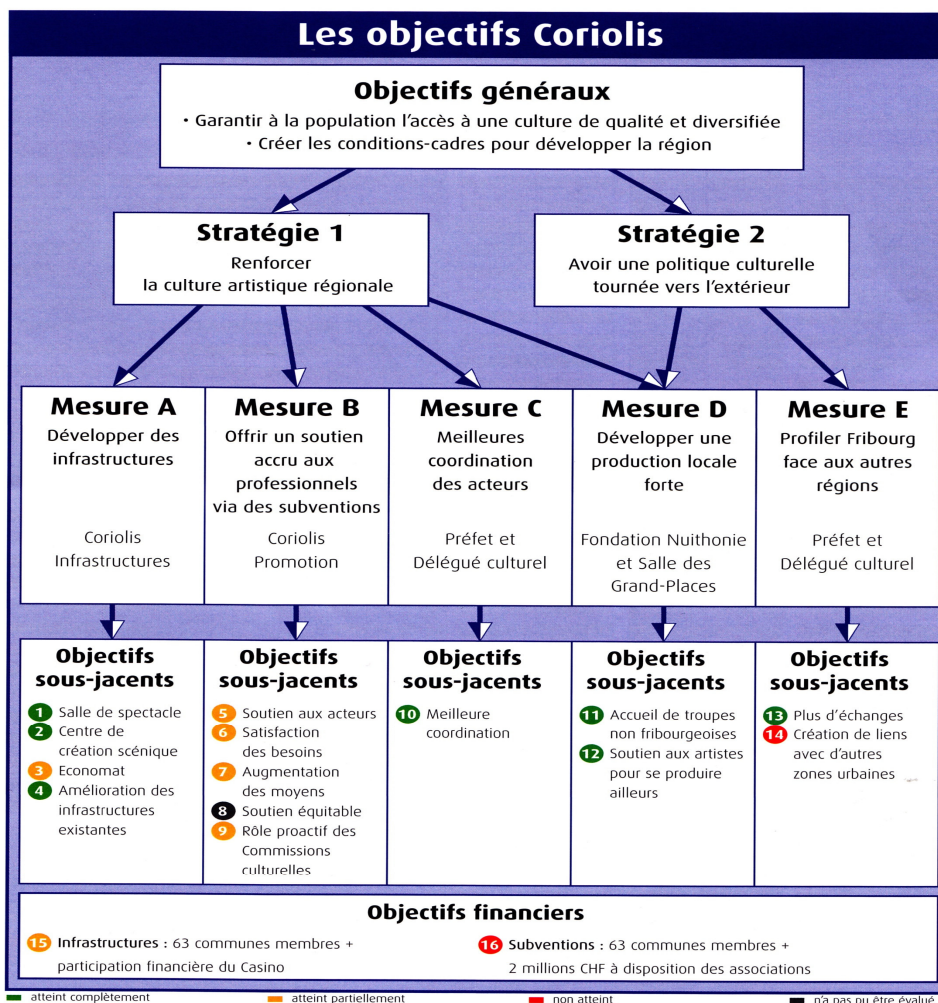 Les objectifs Coriolis
Objectifs généraux
• Garantir à la population l'accès à une culture de qualité et diversifiée
• Créer les conditions-cadres pour développer la région
Stratégie 1
Renforcer
la culture artistique régionale
Stratégie 2
Avoir une politique culturelle
tournée vers l'extérieur
Mesure A
Développer des
infrastructures
Coriolis
Infrastructures
Mesure B
Offrir un soutien
accru aux
professionnels
via des subventions
Coriolis
Promotion
Mesure C
Meilleures
coordination
des acteurs
Préfet et
Délégué culturel
Mesure D
Développer une
production locale
forte
Fondation Nuithonie
et Salle des
Grand-Places
Mesure E
Profiler Fribourg
face aux autres
régions
Préfet et
Délégué culturel
Objectifs
sous-jacents
1 Salle de spectacle
2 Centre de
création scénique
3 Economat
4 Amélioration des
infrastructures
existantes
Objectifs
sous-jacents
5 Soutien aux acteurs
6 Satisfaction
des besoins
7 Augmentation
des moyens
8 Soutien équitable
9 Rôle proactif des
Commissions
culturelles
Objectifs
sous-jacents
10 Meilleure
coordination
Objectifs
sous-jacents
11 Accueil de troupes
non fribourgeoises
12 Soutien aux artistes
pour se produire
ailleurs
Objectifs
sous-jacents
13 Plus d'échanges
14 Création de liens
avec d'autres
zones urbaines
Objectifs financiers
15 Infrastructures : 63 communes membres +
participation financière du Casino
16 Subventions : 63 communes membres +
2 millions CHF à disposition des associations
atteint complètement
atteint partiellement
non atteint
n'a pas pu être évalué